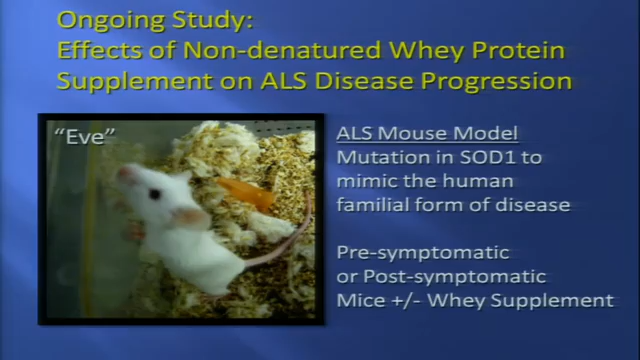 Ongoing Study:
Effects of Non-denatured Whey Protein
Supplement on ALS Disease Progression
“Eve”
ALS Mouse Model
Mutation in SOD1 to
mimic the human
familial form of disease
Pre-symptomatic
or Post-symptomatic
Mice +/- Whey Supplement